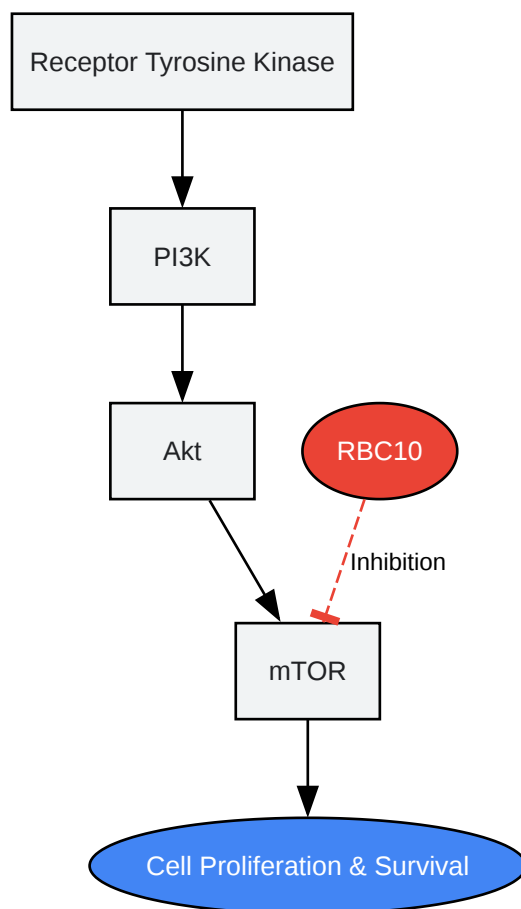 Receptor Tyrosine Kinase
PI3K
Akt
RBC10
Inhibition
mTOR
Cell Proliferation & Survival